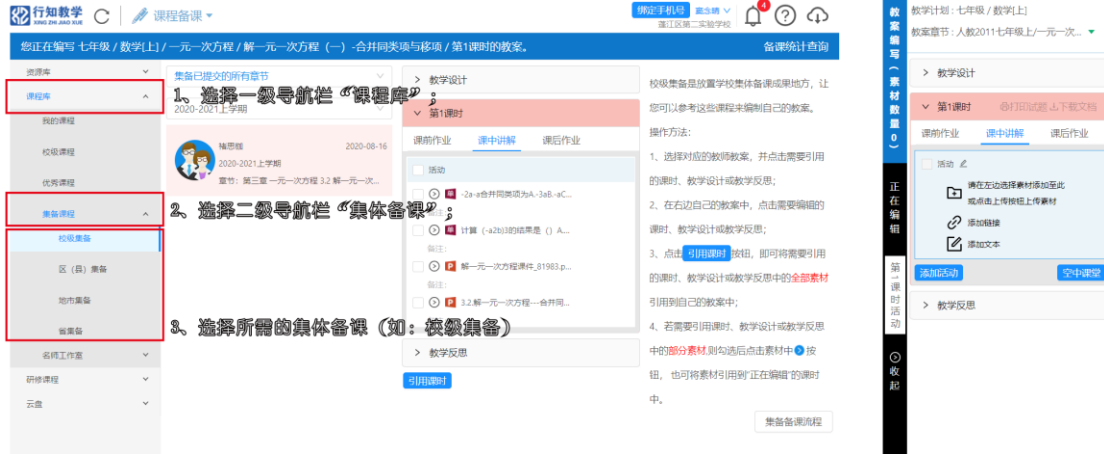 行知教学
XING ZHI JIAO XUE
课程备课
绑定手机号
蓬江区第二实验学校
4
您正在编写 七年级 / 数学[上] / 一元一次方程 / 解一元一次方程（一）-合并同类项与移项 / 第1课时的教案。
备课统计查询
资源库
课程库
我的课程
校级课程
优秀课程
集备课程
校级集备
区（县）集备
地市集备
省集备
名师工作室
研修课程
云盘
集备已提交的所有章节
1、选择一级导航栏“课程库”；
2020-2021上学期
2020-08-16
2020-2021上学期
章节: 第三章 一元一次方程 3.2 解一元一次...
2、选择二级导航栏“集体备课”；
3、选择所需的集体备课（如：校级集备）
教学设计
第1课时
课前作业 课中讲解 课后作业
活动
-2a-a合并同类项为A.-3aB.-aC...
计算 (-a2b)3的结果是 () A...
备注:
解一元一次方程课件_81983.p...
备注:
3.2.解一元一次方程---合并同...
教学反思
引用课时
校级集备是放置学校集体备课成果地方，让
您可以参考这些课程来编制自己的教案。
操作方法：
1、选择对应的教师教案，并点击需要引用
的课时、教学设计或教学反思;
2、在右边自己的教案中，点击需要编辑的
课时、教学设计或教学反思;
3、点击 引用课时 按钮，即可将需要引用
的课时、教学设计或教学反思中的全部素材
引用到自己的教案中;
4、若需要引用课时、教学设计或教学反思
中的部分素材,则勾选后点击素材中 按
钮， 也可将素材引用到“正在编辑”的课时
中。
集备备课流程
教案编写(素材数量0)
正在编辑
第1课时活动
收起
教学计划 : 七年级 / 数学[上]
教案章节 : 人教2011七年级上/一元一次...
教学设计
第1课时 打印试题 下载文档
课前作业 课中讲解 课后作业
活动
请在左边选择素材添加至此
或点击上传按钮上传素材
添加链接
添加文本
添加活动
空中课堂
教学反思